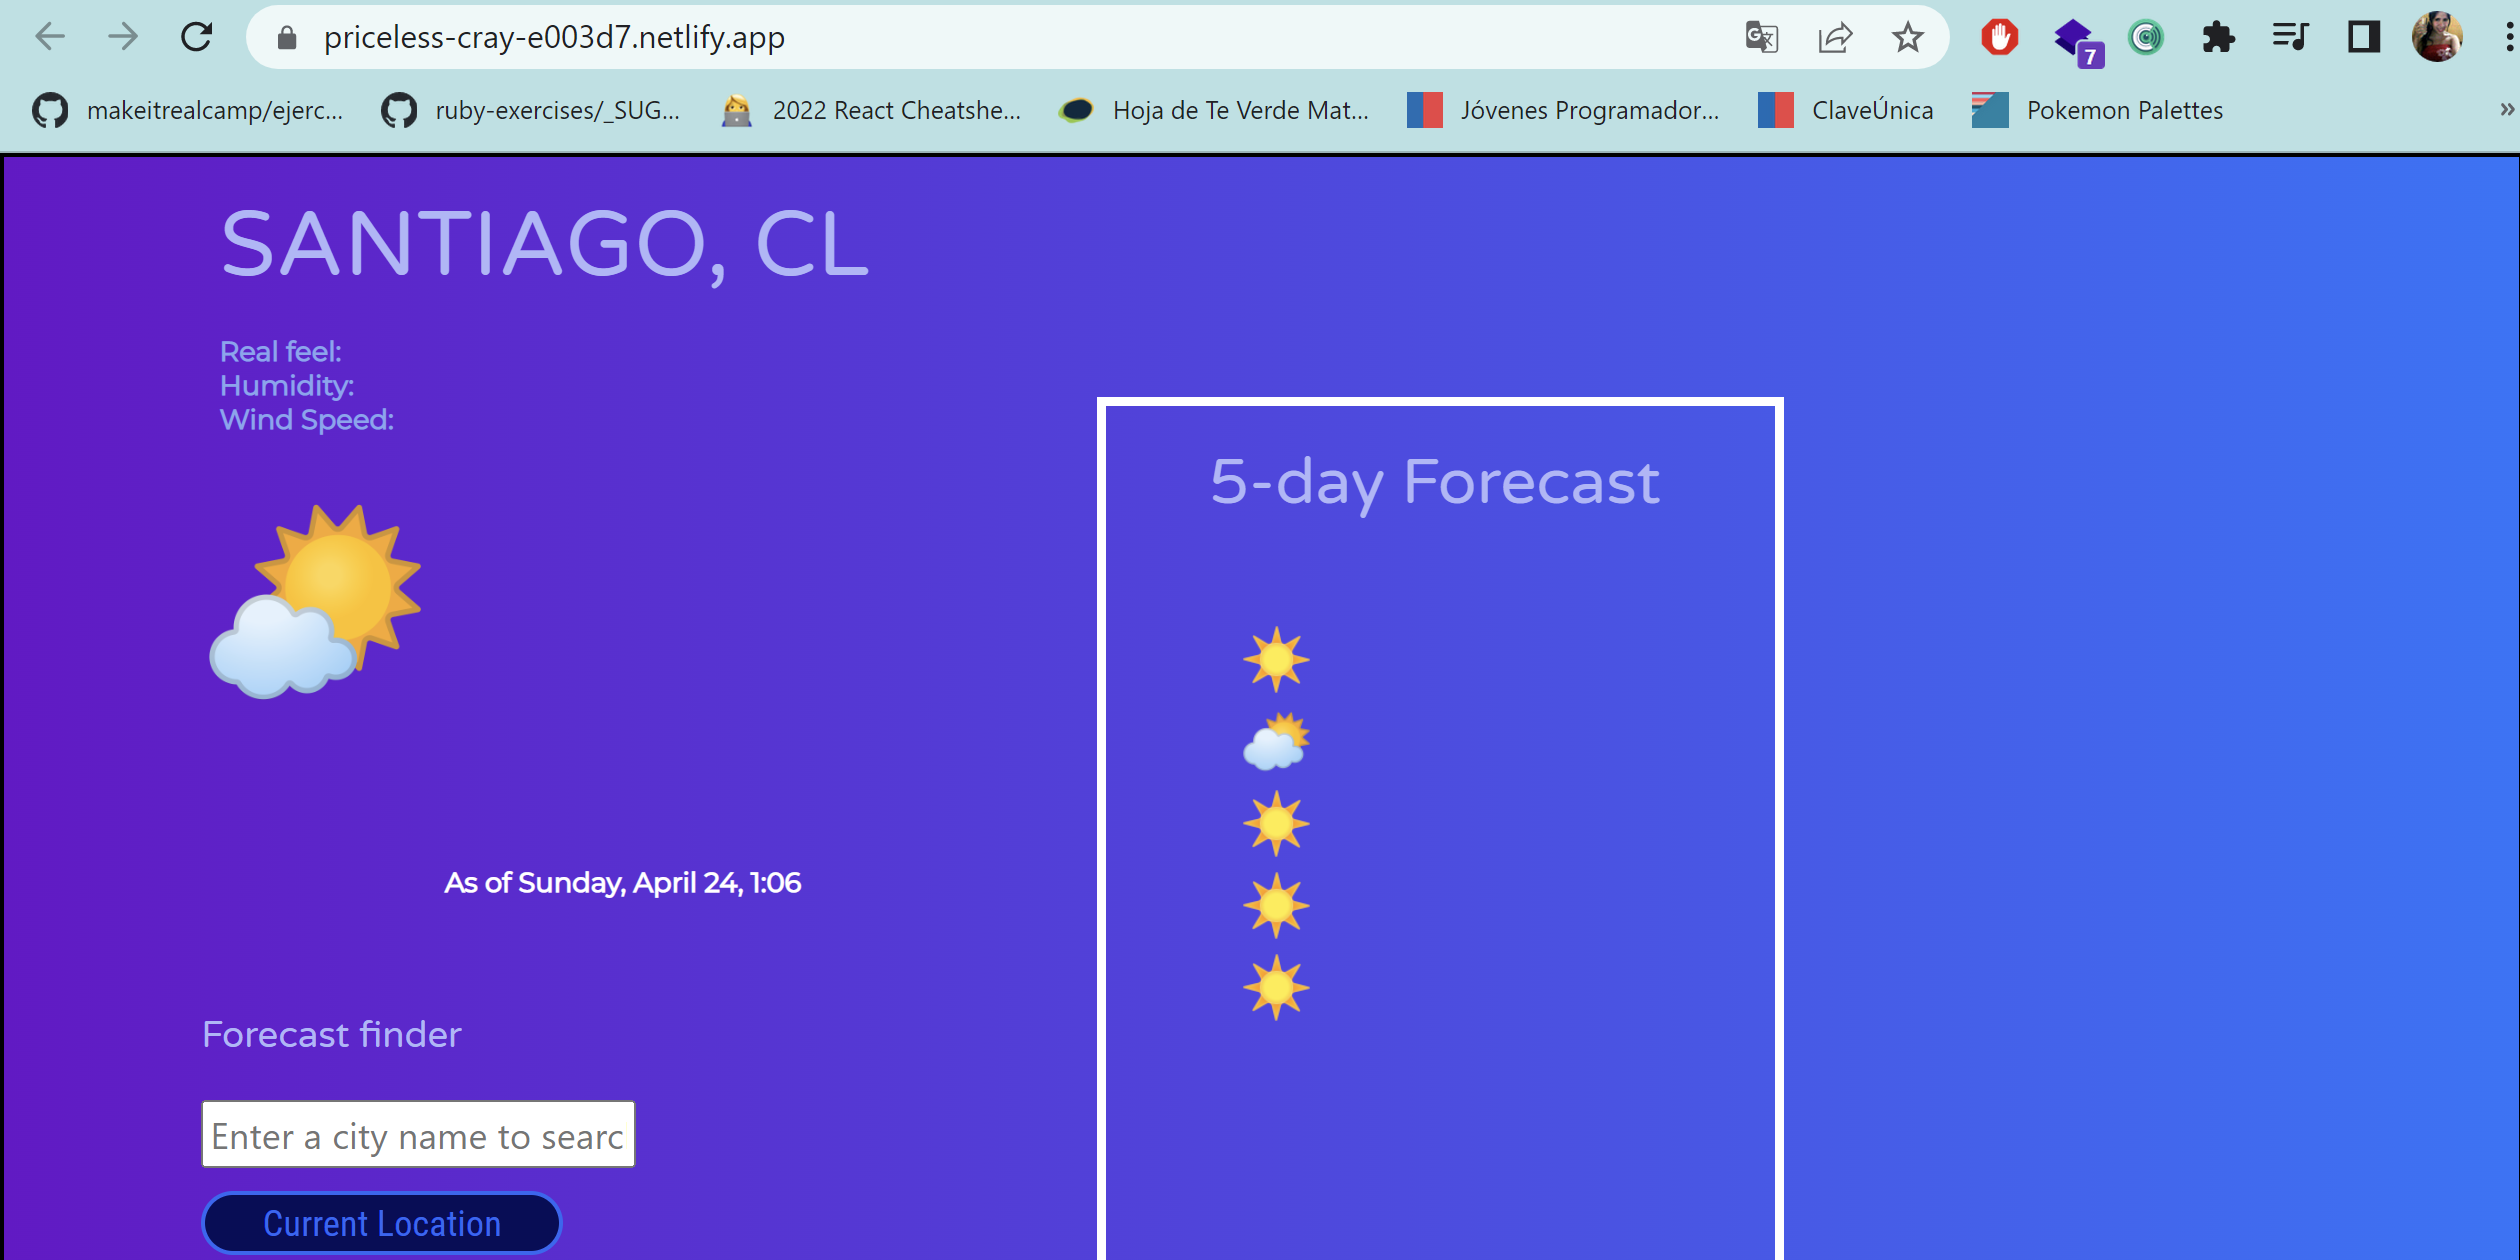 priceless-cray-e003d7.netlify.app
7
makeitrealcamp/ejerc...
ruby-exercises/_SUG...
2022 React Cheatshe...
Hoja de Te Verde Mat...
Jóvenes Programador...
ClaveÚnica
Pokemon Palettes
»
SANTIAGO, CL
Real feel:
Humidity:
Wind Speed:
5-day Forecast
As of Sunday, April 24, 1:06
Forecast finder
Enter a city name to searc
Current Location